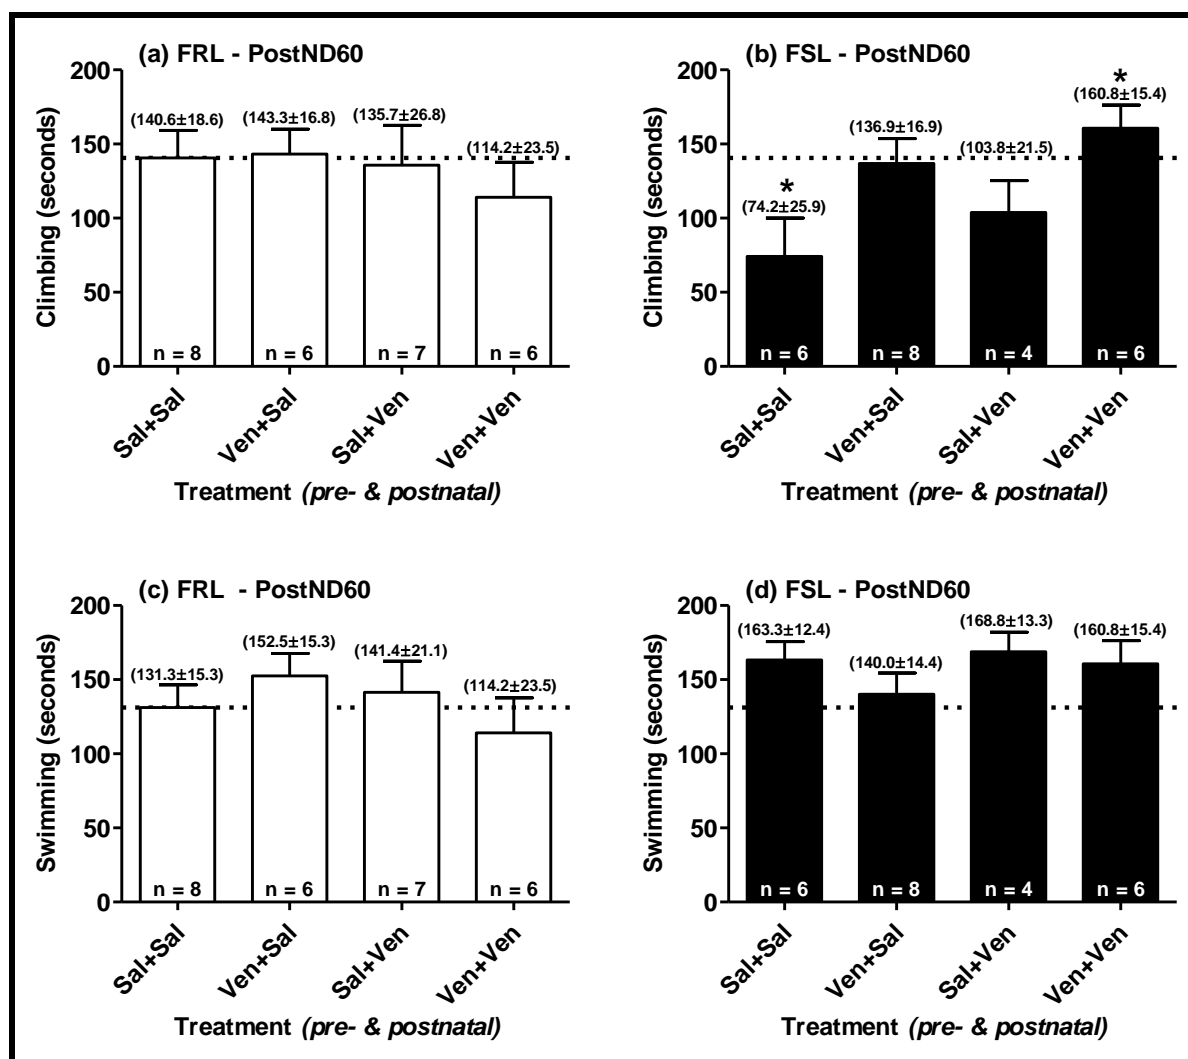 (a) FRL - PostND60
Climbing (seconds)
200
150
100
50
0
(140.6±18.6)
(143.3±16.8)
(135.7±26.8)
(114.2±23.5)
n = 8
n = 6
n = 7
n = 6
Sal+Sal
Ven+Sal
Sal+Ven
Ven+Ven
Treatment (pre- & postnatal)
(b) FSL - PostND60
Climbing (seconds)
200
150
100
50
0
*
(74.2±25.9)
(136.9±16.9)
(103.8±21.5)
*
(160.8±15.4)
n = 6
n = 8
n = 4
n = 6
Sal+Sal
Ven+Sal
Sal+Ven
Ven+Ven
Treatment (pre- & postnatal)
(c) FRL - PostND60
Swimming (seconds)
200
150
100
50
0
(131.3±15.3)
(152.5±15.3)
(141.4±21.1)
(114.2±23.5)
n = 8
n = 6
n = 7
n = 6
Sal+Sal
Ven+Sal
Sal+Ven
Ven+Ven
Treatment (pre- & postnatal)
(d) FSL - PostND60
Swimming (seconds)
200
150
100
50
0
(163.3±12.4)
(140.0±14.4)
(168.8±13.3)
(160.8±15.4)
n = 6
n = 8
n = 4
n = 6
Sal+Sal
Ven+Sal
Sal+Ven
Ven+Ven
Treatment (pre- & postnatal)